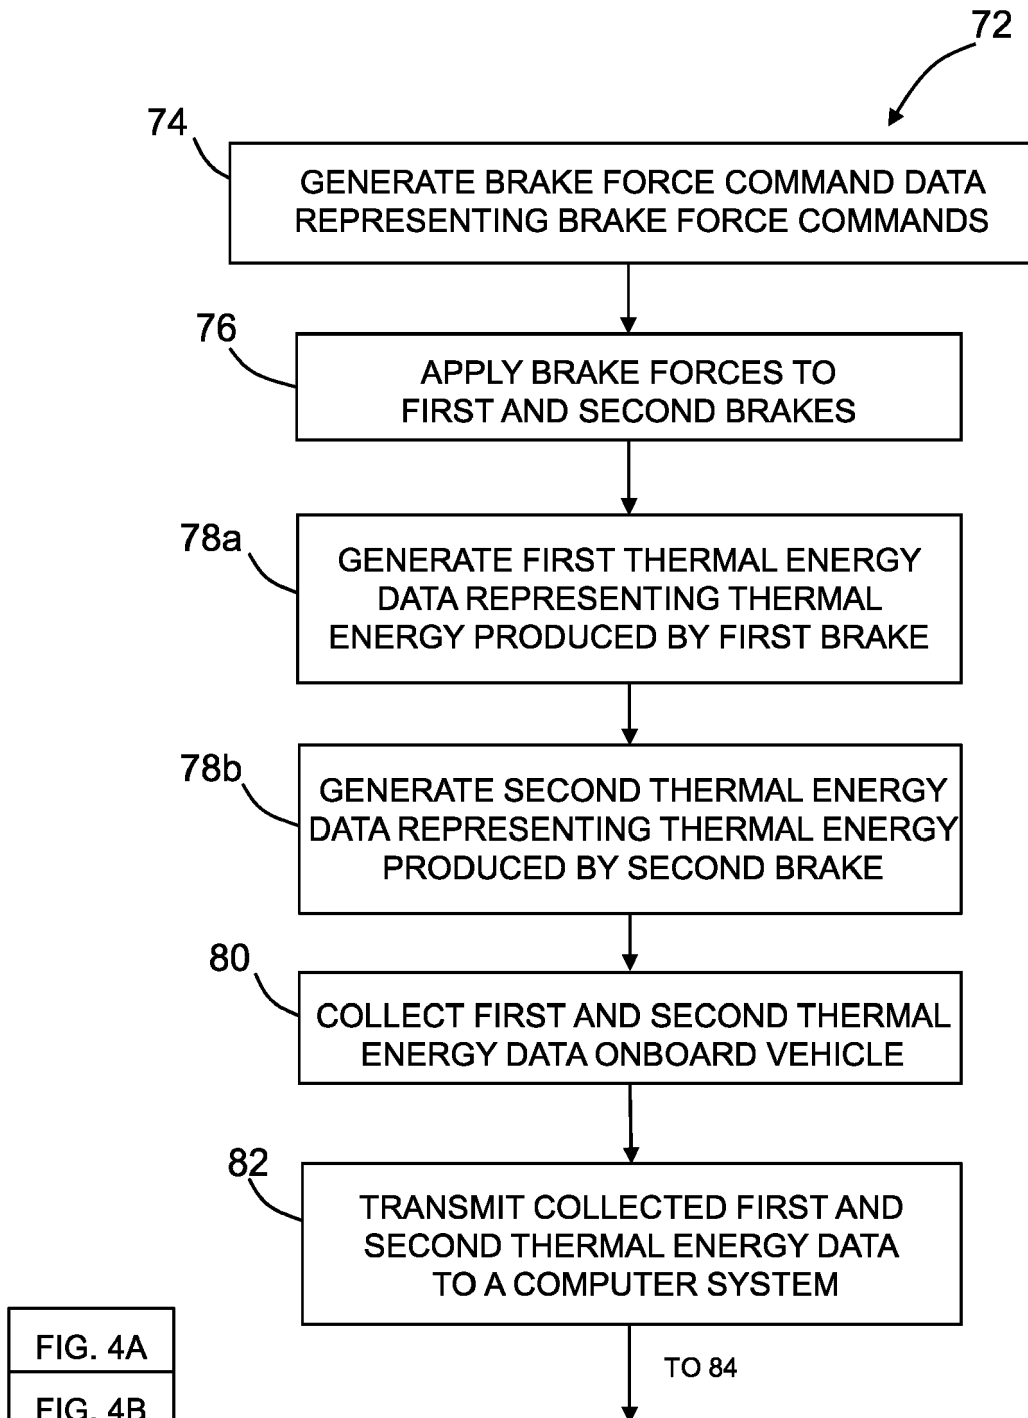 72
74
GENERATE BRAKE FORCE COMMAND DATA
REPRESENTING BRAKE FORCE COMMANDS
76
APPLY BRAKE FORCES TO
FIRST AND SECOND BRAKES
78a
GENERATE FIRST THERMAL ENERGY
DATA REPRESENTING THERMAL
ENERGY PRODUCED BY FIRST BRAKE
78b
GENERATE SECOND THERMAL ENERGY
DATA REPRESENTING THERMAL ENERGY
PRODUCED BY SECOND BRAKE
80
COLLECT FIRST AND SECOND THERMAL
ENERGY DATA ONBOARD VEHICLE
82
TRANSMIT COLLECTED FIRST AND
SECOND THERMAL ENERGY DATA
TO A COMPUTER SYSTEM
FIG. 4A
TO 84
FIG. 4B